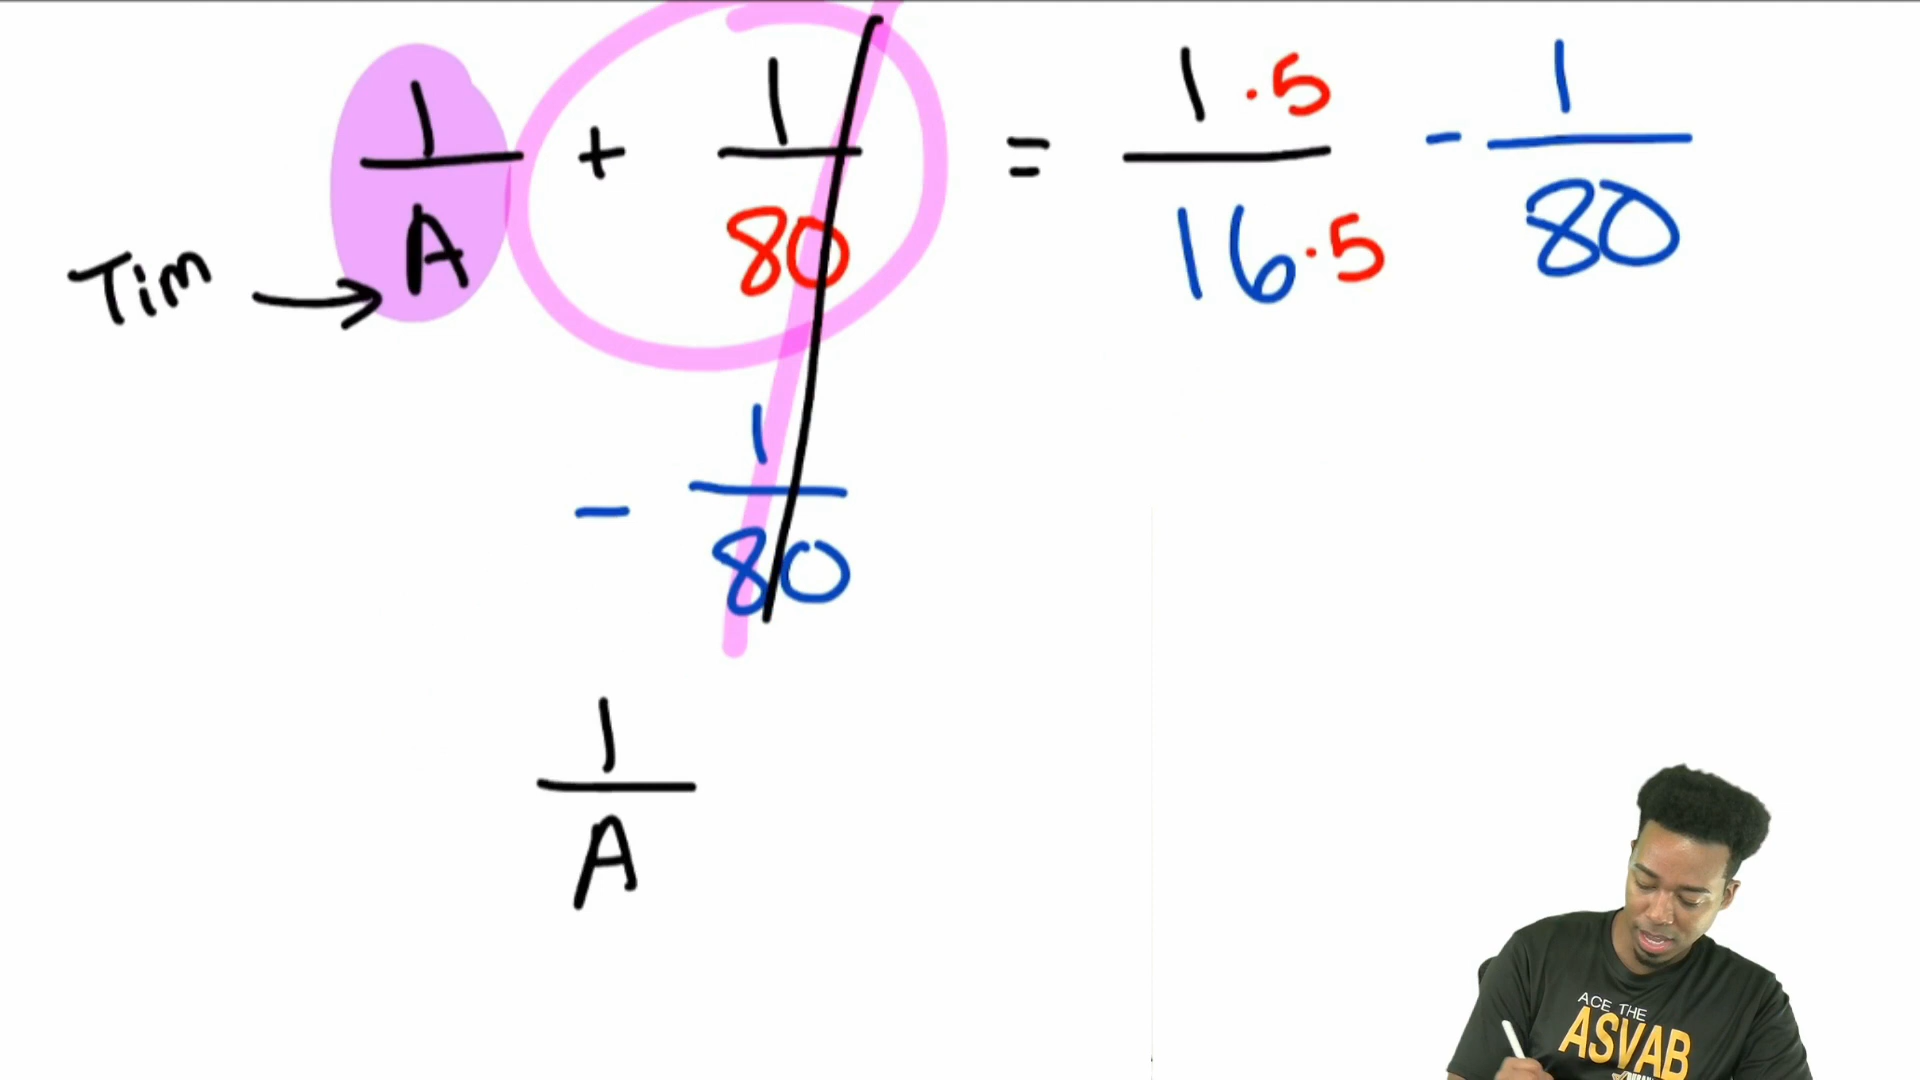 1 1 1 · 5 1
+ = -
A 80 16 · 5 80
Tim →
1
-
80
1
A
ACE THE
ASVAB